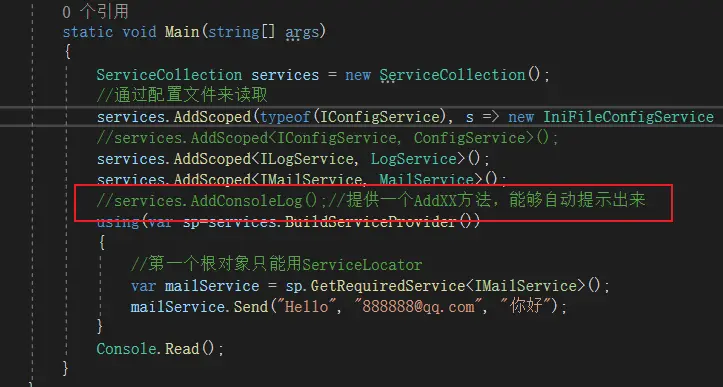 0 个引用
static void Main(string[] args)
{
ServiceCollection services = new ServiceCollection();
//通过配置文件来读取
services.AddScoped(typeof(IConfigService), s => new IniFileConfigService
//services.AddScoped<IConfigService, ConfigService>();
services.AddScoped<ILogService, LogService>();
services.AddScoped<IMailService, MailService>();
//services.AddConsoleLog();//提供一个AddXX方法，能够自动提示出来
using(var sp=services.BuildServiceProvider())
{
//第一个根对象只能用ServiceLocator
var mailService = sp.GetRequiredService<IMailService>();
mailService.Send("Hello", "888888@qq.com", "你好");
}
Console.Read();
}
}